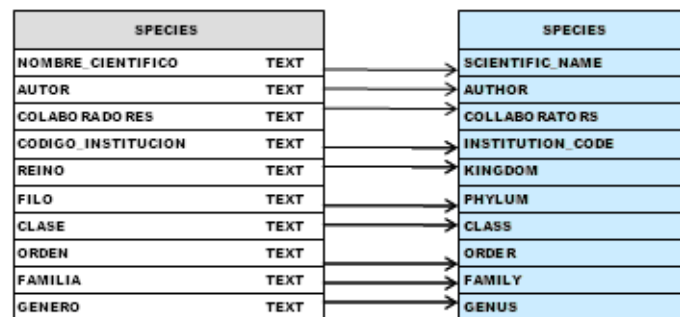 SPECIES SPECIES
NOMBRE_CIENTIFICO TEXT SCIENTIFIC_NAME
AUTOR TEXT AUTHOR
COLABORADORES TEXT COLLABORATORS
CODIGO_INSTITUCION TEXT INSTITUTION_CODE
REINO TEXT KINGDOM
FILO TEXT PHYLUM
CLASE TEXT CLASS
ORDEN TEXT ORDER
FAMILIA TEXT FAMILY
GENERO TEXT GENUS